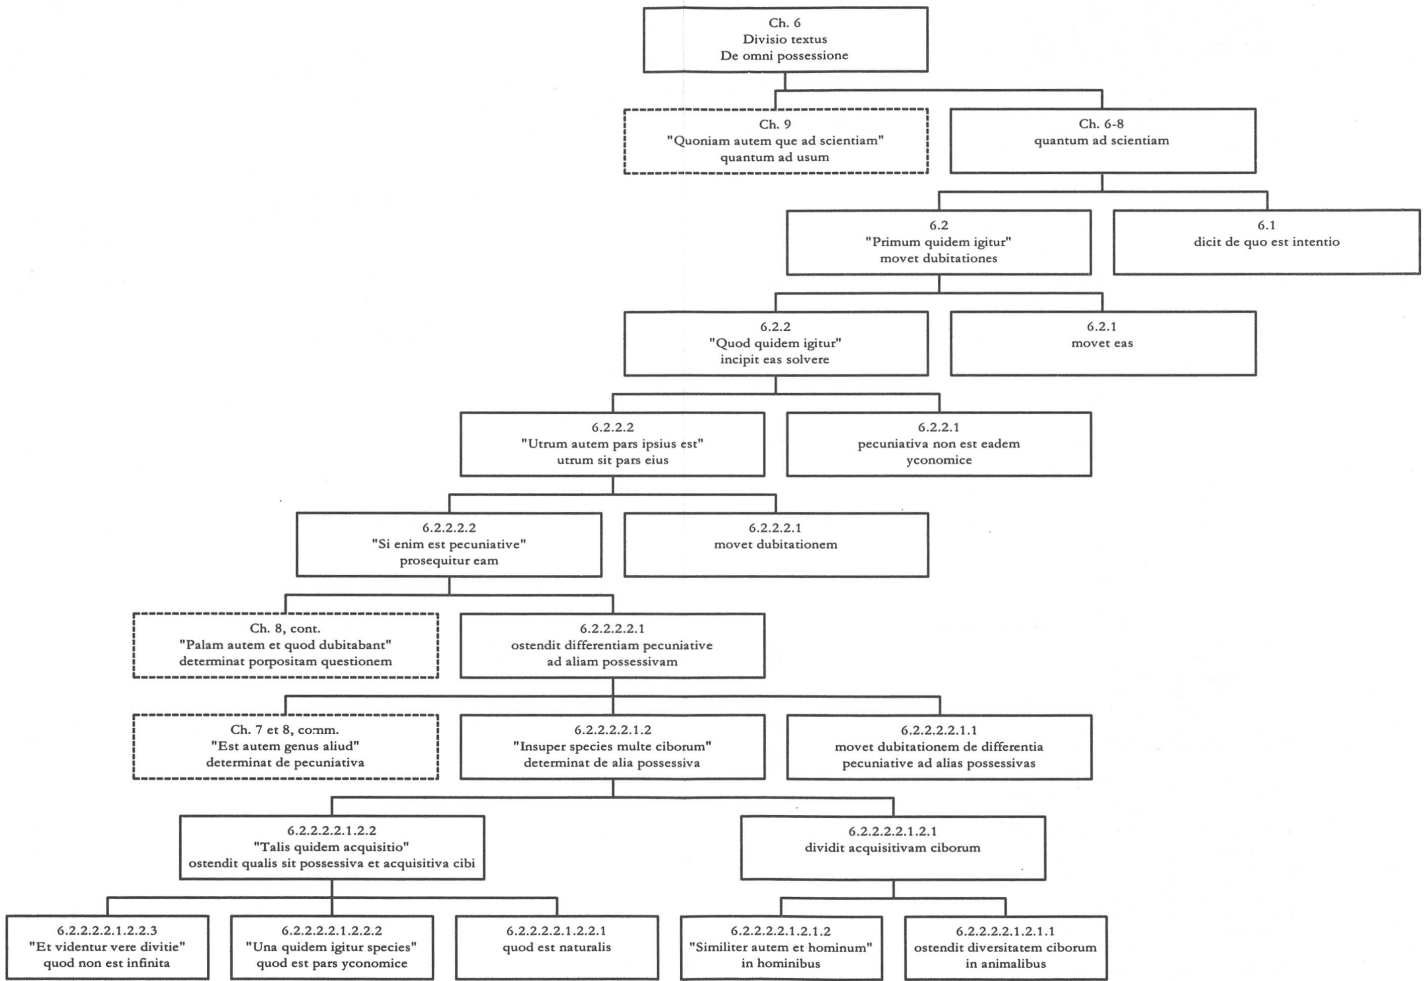 Ch. 6
Divisio textus
De omni possessione
Ch. 9
"Quoniam autem que ad scientiam"
quantum ad usum
Ch. 6-8
quantum ad scientiam
6.2
"Primum quidem igitur"
movet dubitationes
6.1
dicit de quo est intentio
6.2.2
"Quod quidem igitur"
incipit eas solvere
6.2.1
movet eas
6.2.2.2
"Utrum autem pars ipsius est"
utrum sit pars eius
6.2.2.1
pecuniativa non est eadem
yconomice
6.2.2.2.2
"Si enim est pecuniative"
prosequitur eam
6.2.2.2.1
movet dubitationem
Ch. 8, cont.
"Palam autem et quod dubitabant"
determinat porpositam questionem
6.2.2.2.2.1
ostendit differentiam pecuniative
ad aliam possessivam
Ch. 7 et 8, comm.
"Est autem genus aliud"
determinat de pecuniativa
6.2.2.2.2.1.2
"Insuper species multe ciborum"
determinat de alia possessiva
6.2.2.2.2.1.1
movet dubitationem de differentia
pecuniative ad alias possessivas
6.2.2.2.2.1.2.2
"Talis quidem acquisitio"
ostendit qualis sit possessiva et acquisitiva cibi
6.2.2.2.2.1.2.1
dividit acquisitivam ciborum
6.2.2.2.2.1.2.2.3
"Et videntur vere divitie"
quod non est infinita
6.2.2.2.2.1.2.2.2
"Una quidem igitur species"
quod est pars yconomice
6.2.2.2.2.1.2.2.1
quod est naturalis
6.2.2.2.2.1.2.1.2
"Similiter autem et hominum"
in hominibus
6.2.2.2.2.1.2.1.1
ostendit diversitatem ciborum
in animalibus